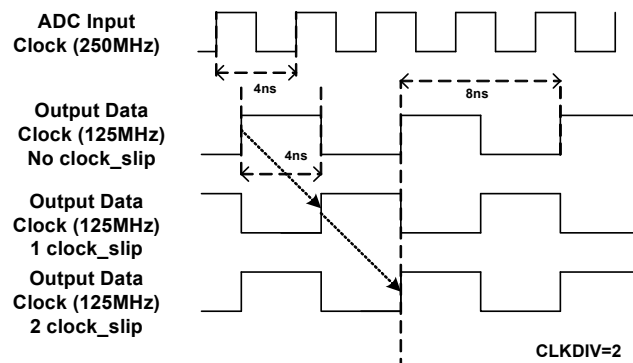 ADC Input
Clock (250MHz)
4ns
8ns
Output Data
Clock (125MHz)
No clock_slip
4ns
Output Data
Clock (125MHz)
1 clock_slip
Output Data
Clock (125MHz)
2 clock_slip
CLKDIV=2